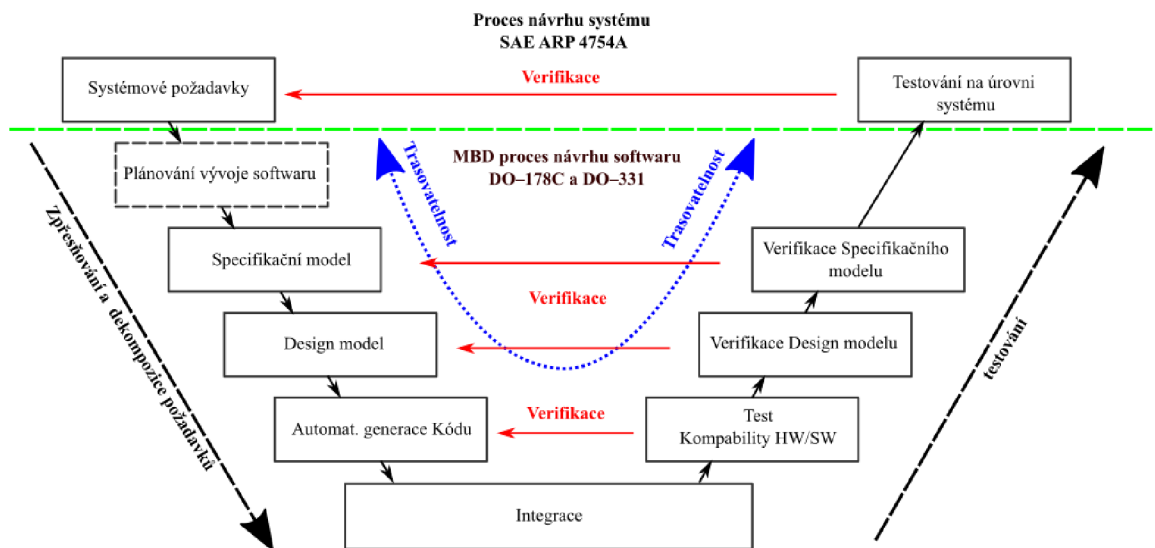 Proces návrhu systému
SAE ARP 4754A
Systémové požadavky
Verifikace
Testování na úrovni
systému
Plánování vývoje softwaru
MBD proces návrhu softwaru
DO–178C a DO–331
Trasovatelnost
Trasovatelnost
Zpřesňování a dekompozice požadavků
Specifikační model
Verifikace Specifikačního
modelu
Verifikace
Design model
Verifikace Design modelu
testování
Automat. generace Kódu
Verifikace
Test
Kompability HW/SW
Integrace